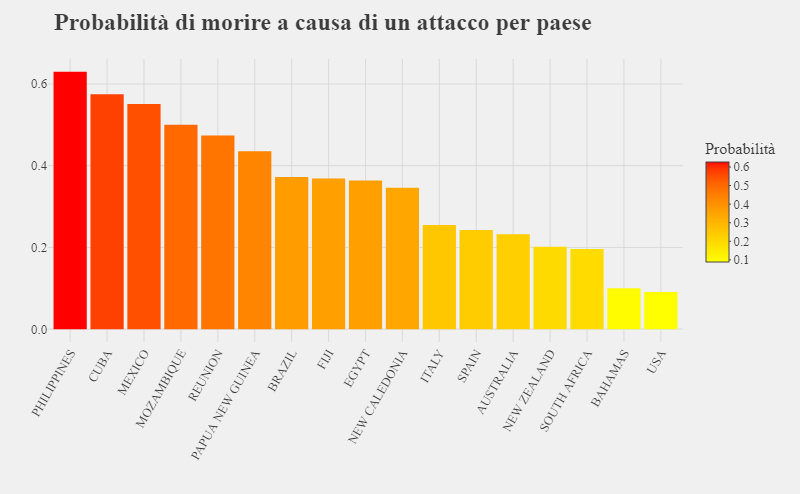 Probabilità di morire a causa di un attacco per paese
0.6
0.4
0.2
0.0
PHILIPPINES
CUBA
MEXICO
MOZAMBIQUE
REUNION
PAPUA NEW GUINEA
BRAZIL
FIJI
EGYPT
NEW CALEDONIA
ITALY
SPAIN
AUSTRALIA
NEW ZEALAND
SOUTH AFRICA
BAHAMAS
USA
Probabilità
0.6
0.5
0.4
0.3
0.2
0.1